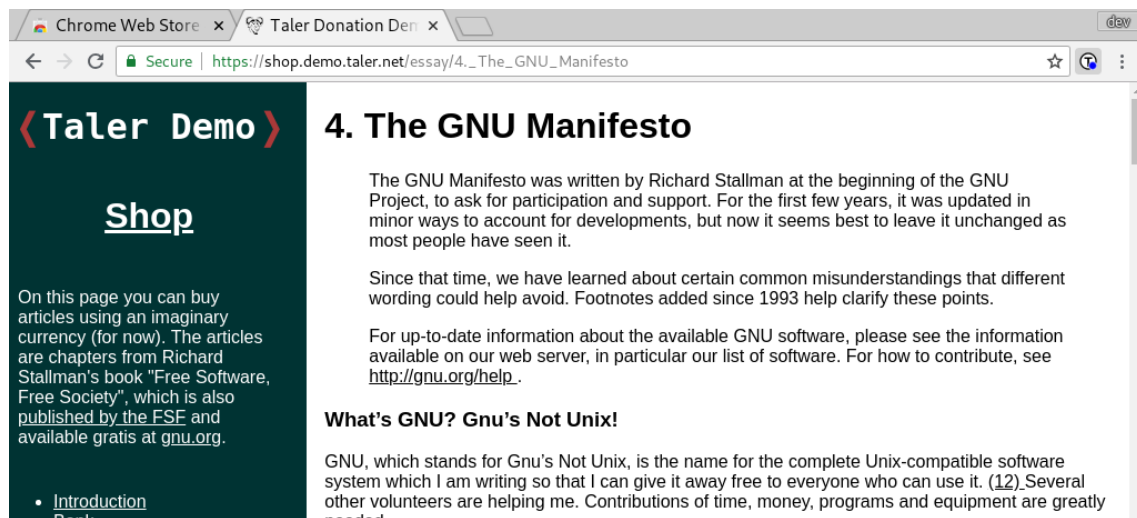 Chrome Web Store
Taler Donation Den
dev
Secure
https://shop.demo.taler.net/essay/4._The_GNU_Manifesto
❬Taler Demo❭
Shop
On this page you can buy
articles using an imaginary
currency (for now). The articles
are chapters from Richard
Stallman's book "Free Software,
Free Society", which is also
published by the FSF and
available gratis at gnu.org.
• Introduction
4. The GNU Manifesto
The GNU Manifesto was written by Richard Stallman at the beginning of the GNU
Project, to ask for participation and support. For the first few years, it was updated in
minor ways to account for developments, but now it seems best to leave it unchanged as
most people have seen it.
Since that time, we have learned about certain common misunderstandings that different
wording could help avoid. Footnotes added since 1993 help clarify these points.
For up-to-date information about the available GNU software, please see the information
available on our web server, in particular our list of software. For how to contribute, see
http://gnu.org/help .
What’s GNU? Gnu’s Not Unix!
GNU, which stands for Gnu’s Not Unix, is the name for the complete Unix-compatible software
system which I am writing so that I can give it away free to everyone who can use it. (12) Several
other volunteers are helping me. Contributions of time, money, programs and equipment are greatly